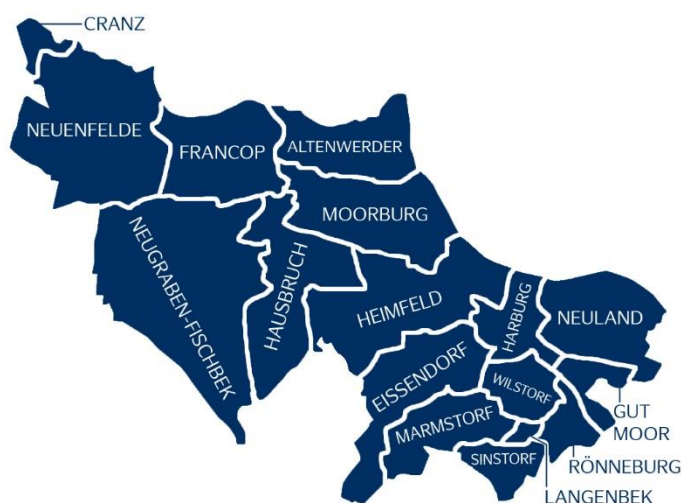 CRANZ
NEUENFELDE
FRANCOP
ALTENWERDER
MOORBURG
NEUGRABEN-FISCHBEK
HAUSBRUCH
HEIMFELD
HARBURG
NEULAND
EISSENDORF
WILSTORF
GUT
MOOR
MARMSTORF
SINSTORF
RÖNNEBURG
LANGENBEK